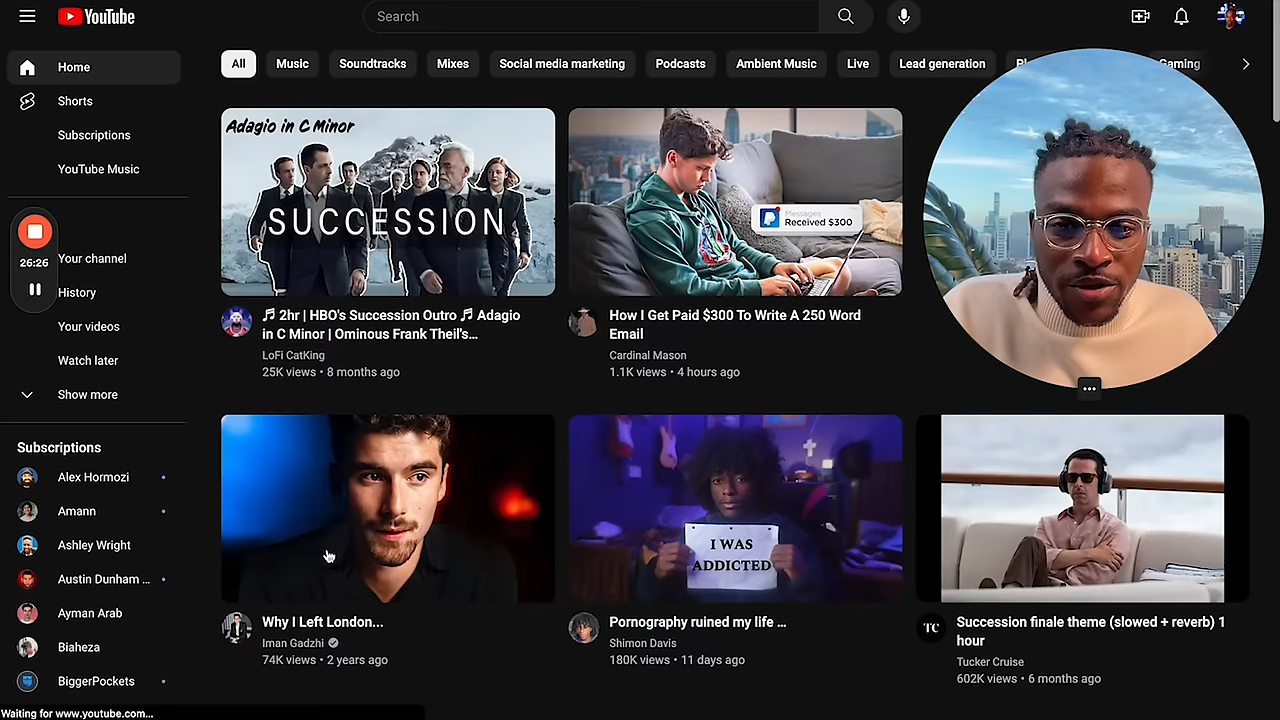 YouTube
Search
Home
Shorts
Subscriptions
YouTube Music
26:26
Your channel
History
Your videos
Watch later
Show more
Subscriptions
Alex Hormozi
Amann
Ashley Wright
Austin Dunham ...
Ayman Arab
Biaheza
BiggerPockets
Waiting for www.youtube.com...
All
Music
Soundtracks
Mixes
Social media marketing
Podcasts
Ambient Music
Live
Lead generation
Gaming
Adagio in C Minor
SUCCESSION
🎵 2hr | HBO's Succession Outro 🎵 Adagio
in C Minor | Ominous Frank Theil's...
LoFi CatKing
25K views • 8 months ago
Messages
Received $300
How I Get Paid $300 To Write A 250 Word
Email
Cardinal Mason
1.1K views • 4 hours ago
Why I Left London...
Iman Gadzhi
74K views • 2 years ago
I WAS
ADDICTED
Pornography ruined my life ...
Shimon Davis
180K views • 11 days ago
TC
Succession finale theme (slowed + reverb) 1
hour
Tucker Cruise
602K views • 6 months ago